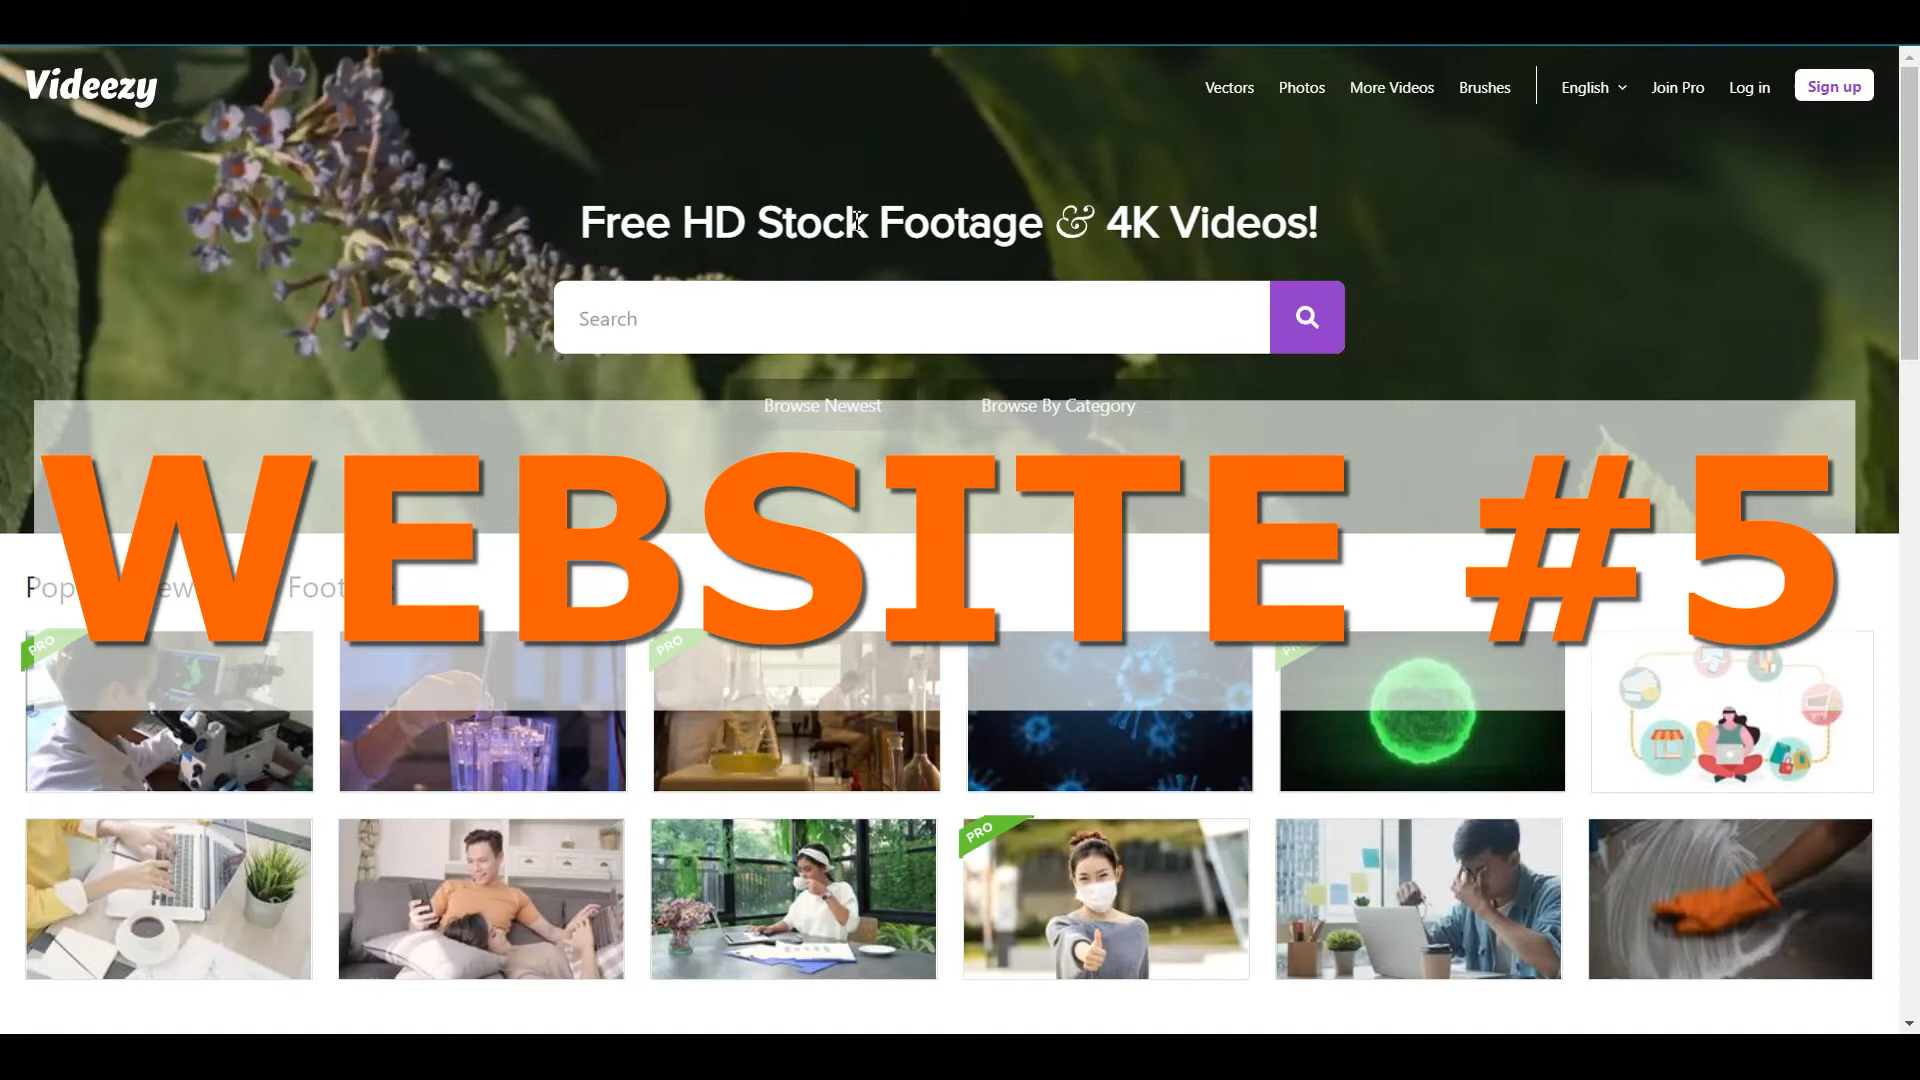 Videezy
Vectors Photos More Videos Brushes English Join Pro Log in Sign up
Free HD Stock Footage & 4K Videos!
Search
Browse Newest Browse By Category
WEBSITE #5
PRO PRO PRO
PRO